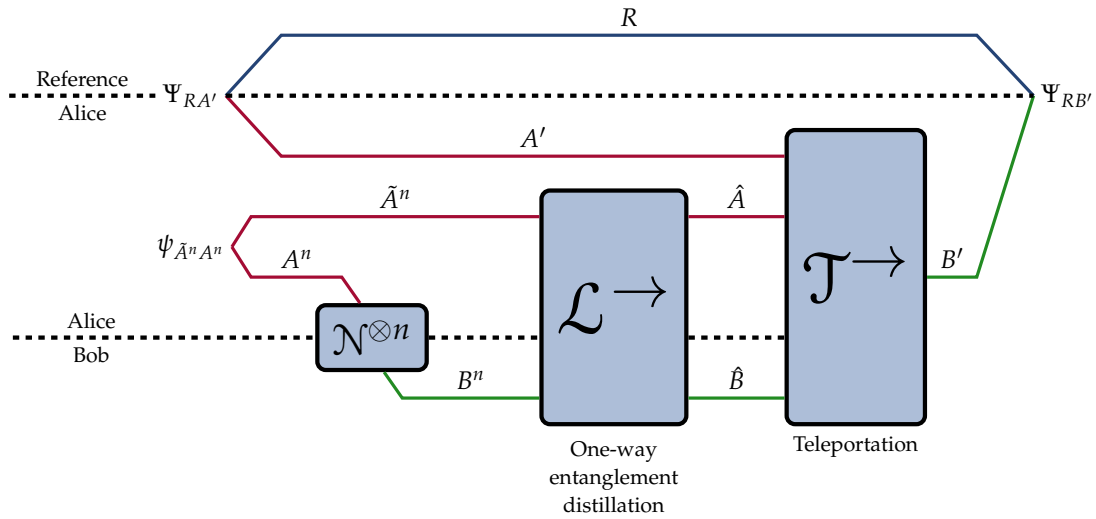 R
Reference
Alice
Ψ_{RA′}
Ψ_{RB′}
A′
Ã^n
Â
ψ_{Ã^n A^n}
A^n
B′
𝓛^→
𝒯^→
Alice
Bob
𝒩^{⊗n}
B^n
B̂
One-way
entanglement
distillation
Teleportation